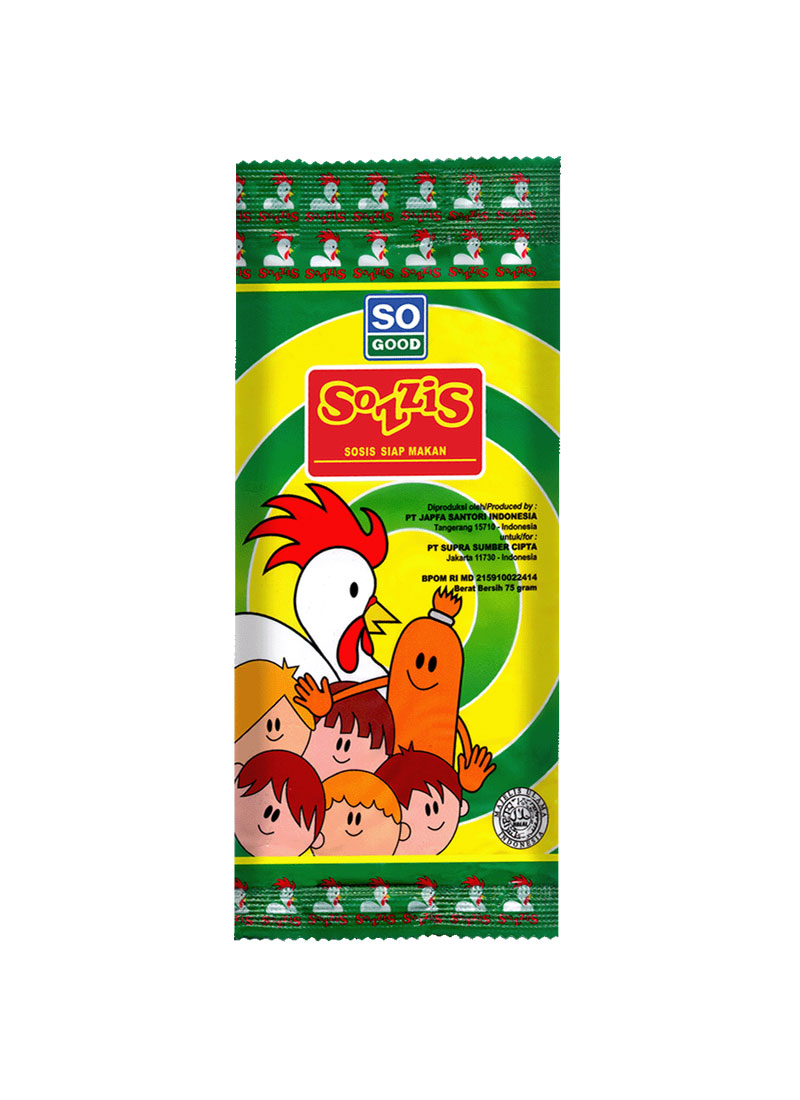 SO
GOOD
SoZziS
SOSIS SIAP MAKAN
Diproduksi oleh/Produced by :
PT JAPFA SANTORI INDONESIA
Tangerang 15710 - Indonesia
untuk/for :
PT SUPRA SUMBER CIPTA
Jakarta 11730 - Indonesia
BPOM RI MD 215910022414
Berat Bersih 75 gram
MAJELIS ULAMA
HALAL
INDONESIA